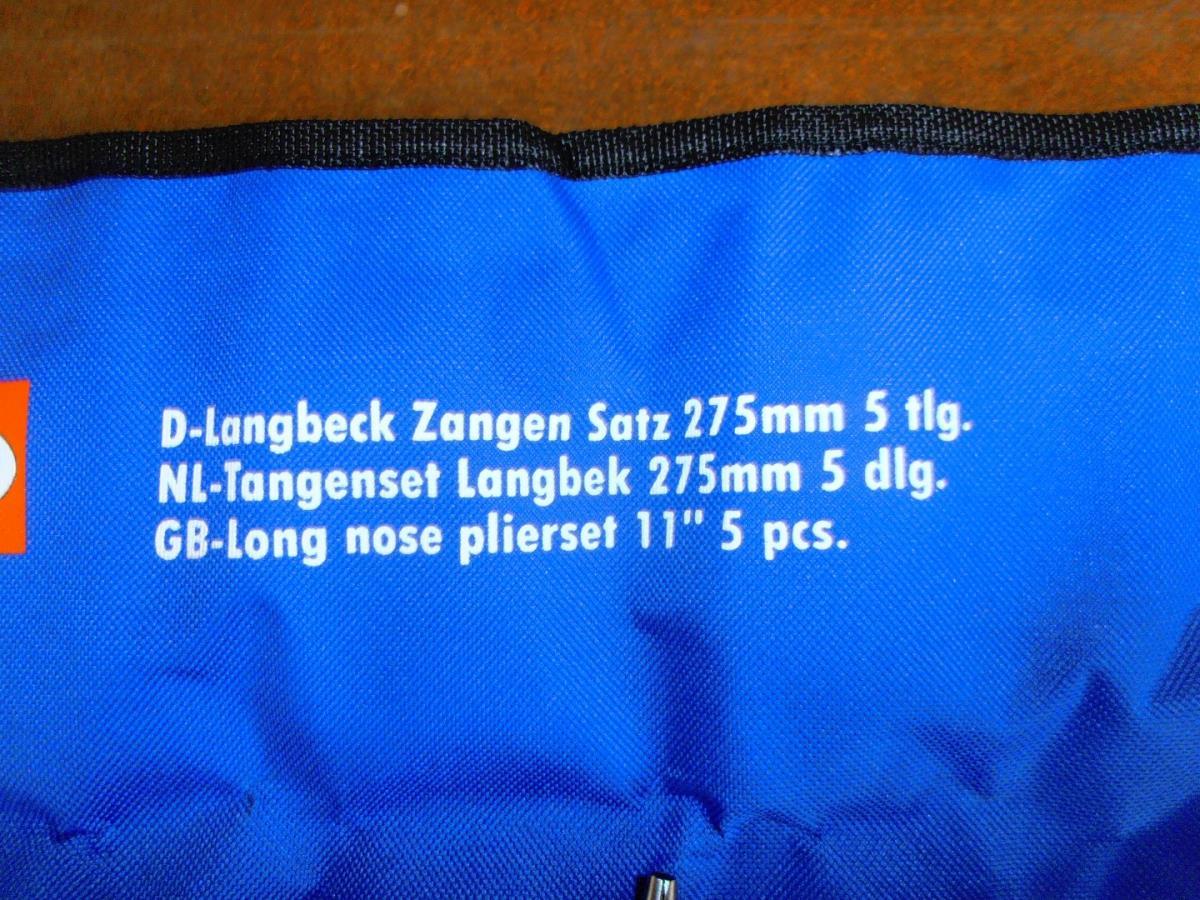 D-Langbeck Zangen Satz 275mm 5 tlg.
NL-Tangenset Langbek 275mm 5 dlg.
GB-Long nose plierset 11" 5 pcs.